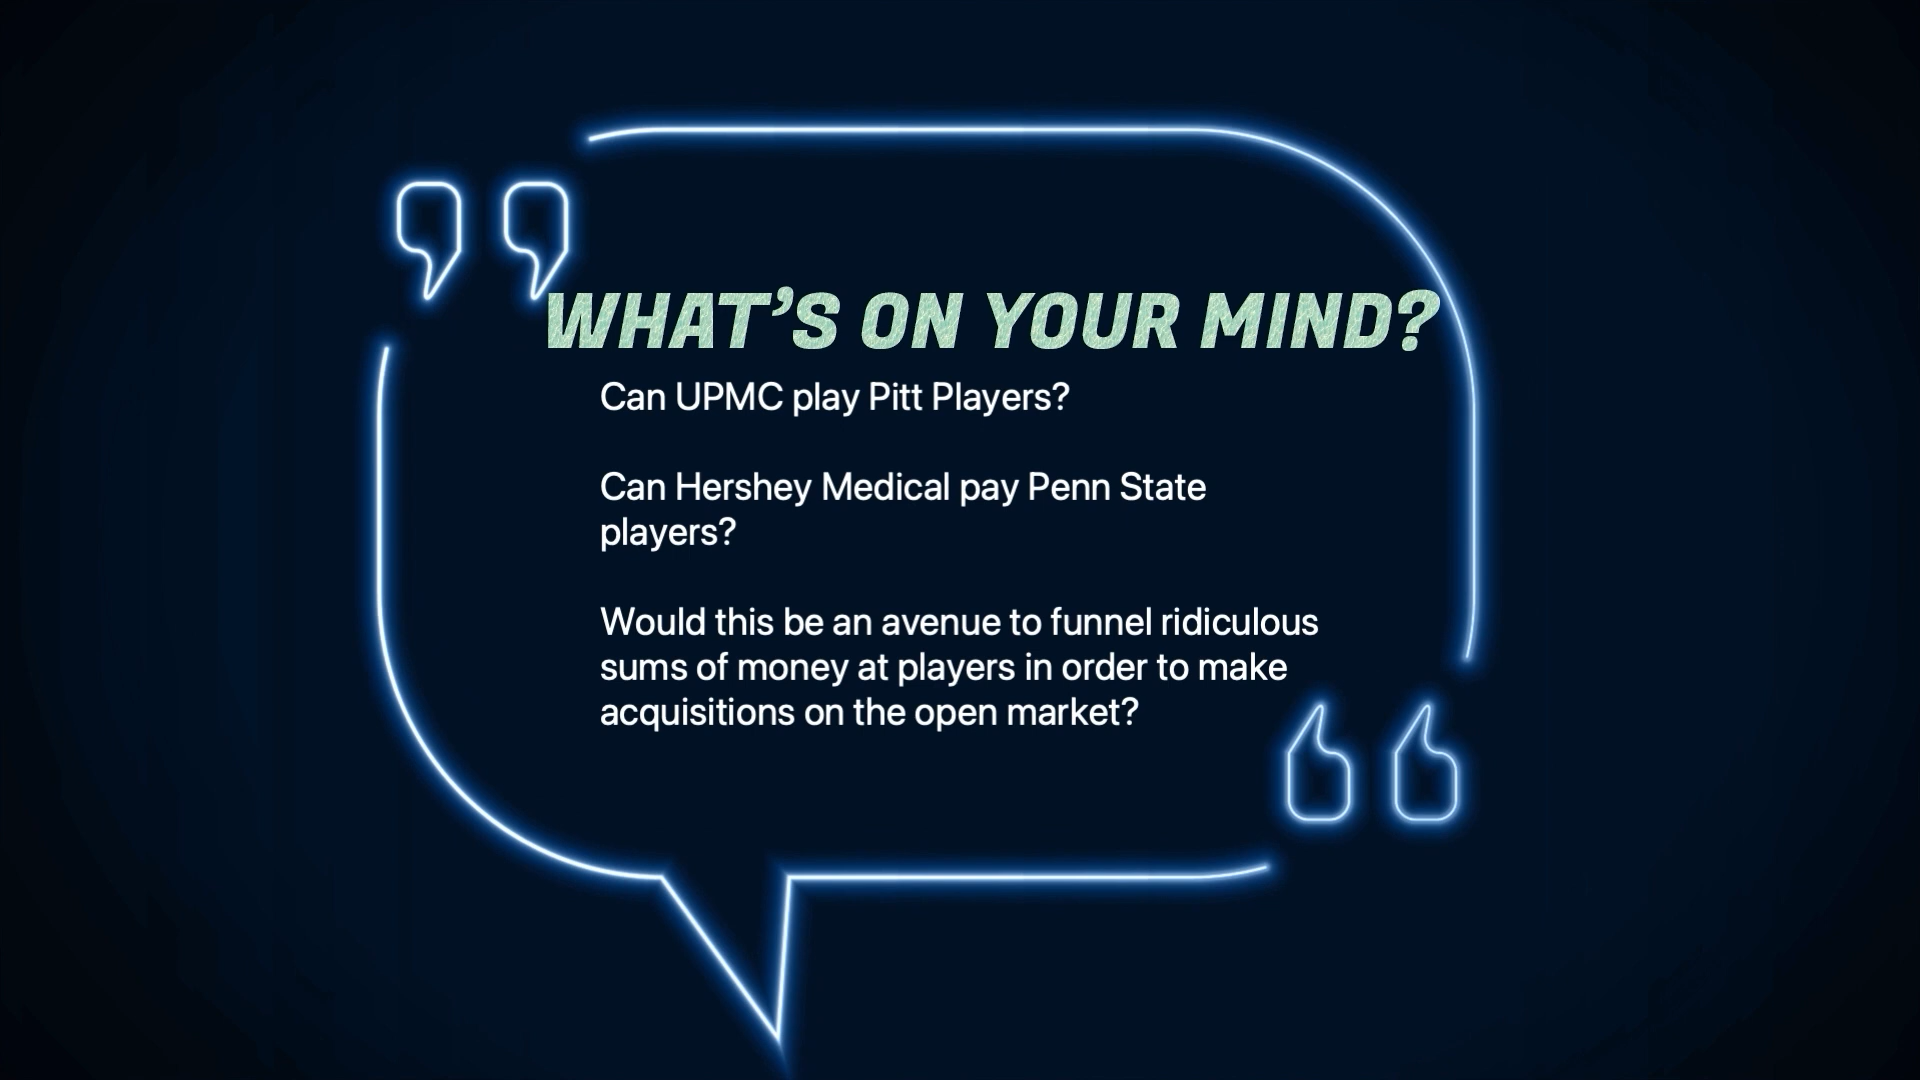 WHAT'S ON YOUR MIND?
Can UPMC play Pitt Players?
Can Hershey Medical pay Penn State
players?
Would this be an avenue to funnel ridiculous
sums of money at players in order to make
acquisitions on the open market?